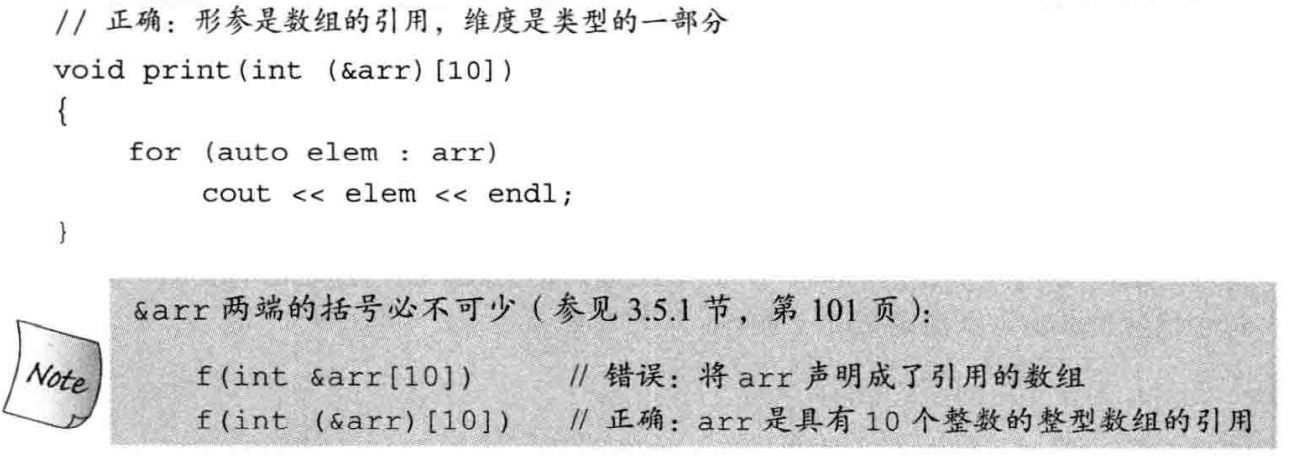 // 正确：形参是数组的引用，维度是类型的一部分
void print(int (&arr)[10])
{
    for (auto elem : arr)
        cout << elem << endl;
}
&arr 两端的括号必不可少（参见 3.5.1 节，第 101 页）：
Note
f(int &arr[10])    // 错误：将 arr 声明成了引用的数组
f(int (&arr)[10])    // 正确：arr 是具有 10 个整数的整型数组的引用